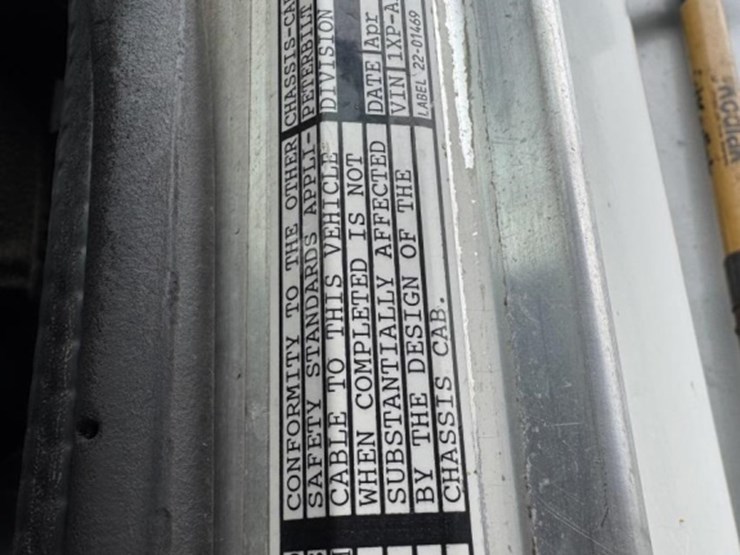 CONFORMITY TO THE OTHER
SAFETY STANDARDS APPLI-
CABLE TO THIS VEHICLE
WHEN COMPLETED IS NOT
SUBSTANTIALLY AFFECTED
BY THE DESIGN OF THE
CHASSIS CAB.
CHASSIS-CA
PETERBILT
DIVISION
DATE Apr
VIN 1XP-A
LABEL 22-01469